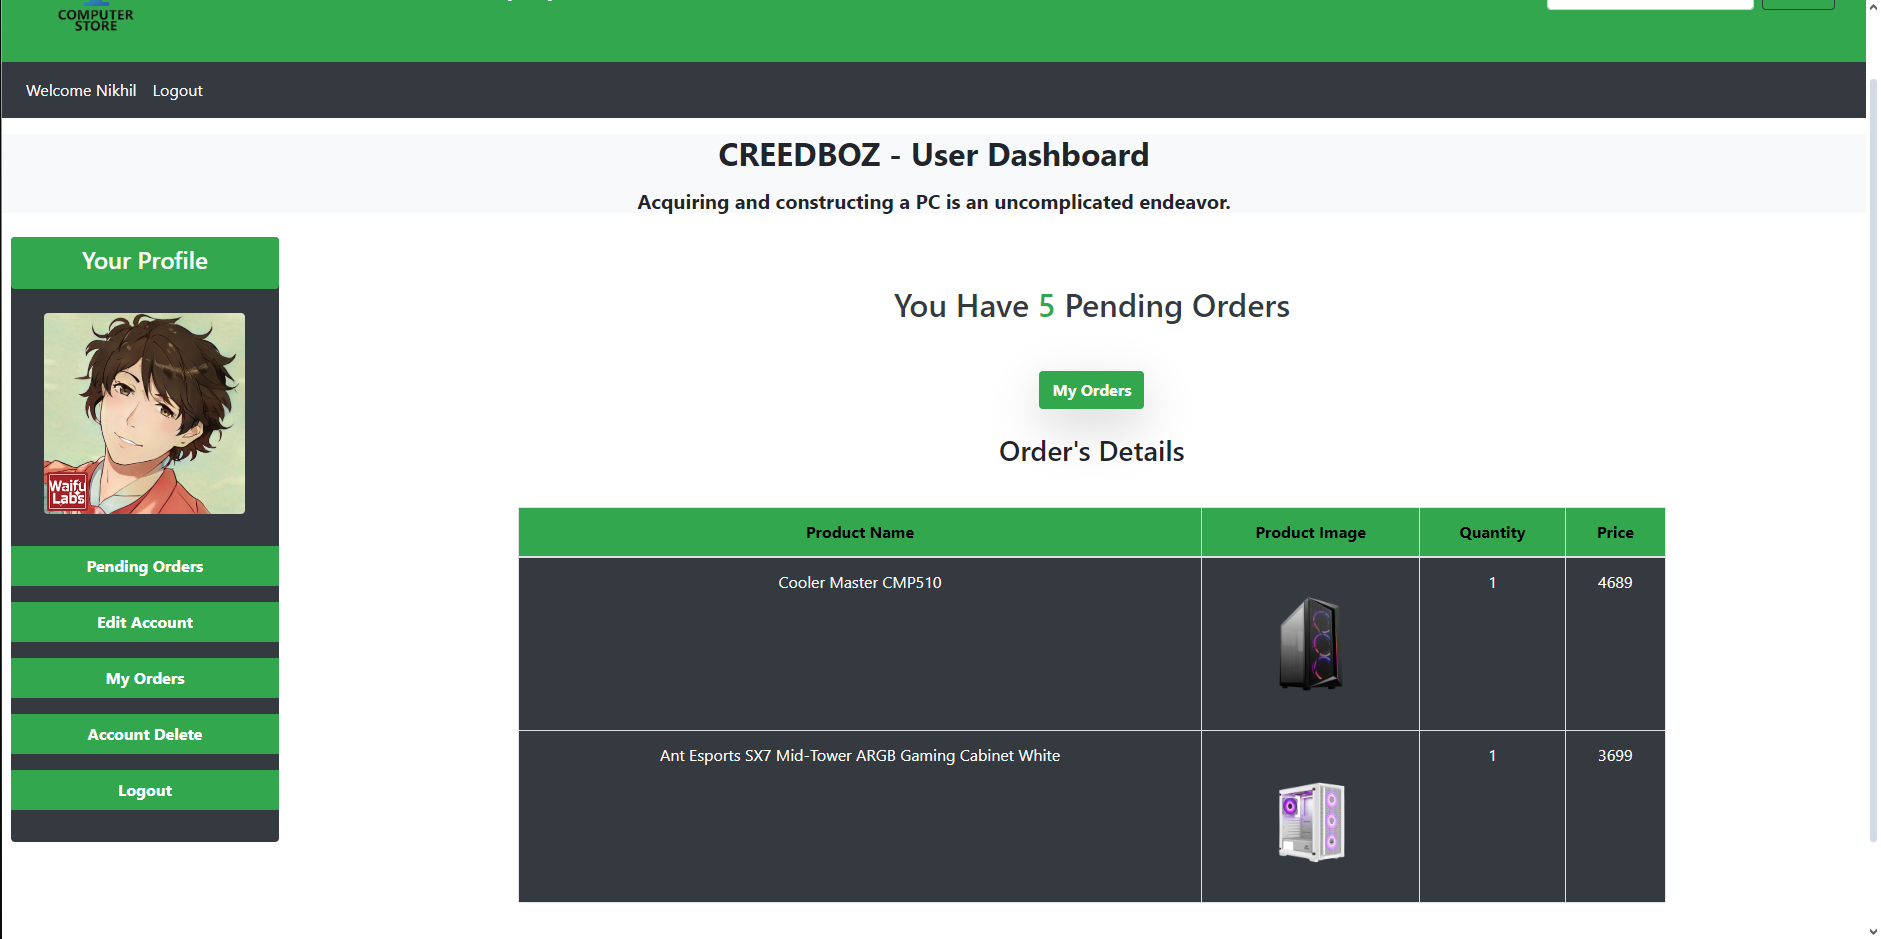 COMPUTER
STORE
Welcome Nikhil Logout
CREEDBOZ - User Dashboard
Acquiring and constructing a PC is an uncomplicated endeavor.
Your Profile
Waifu
Labs
Pending Orders
Edit Account
My Orders
Account Delete
Logout
You Have 5 Pending Orders
My Orders
Order's Details
Product Name Product Image Quantity Price
Cooler Master CMP510 1 4689
Ant Esports SX7 Mid-Tower ARGB Gaming Cabinet White 1 3699